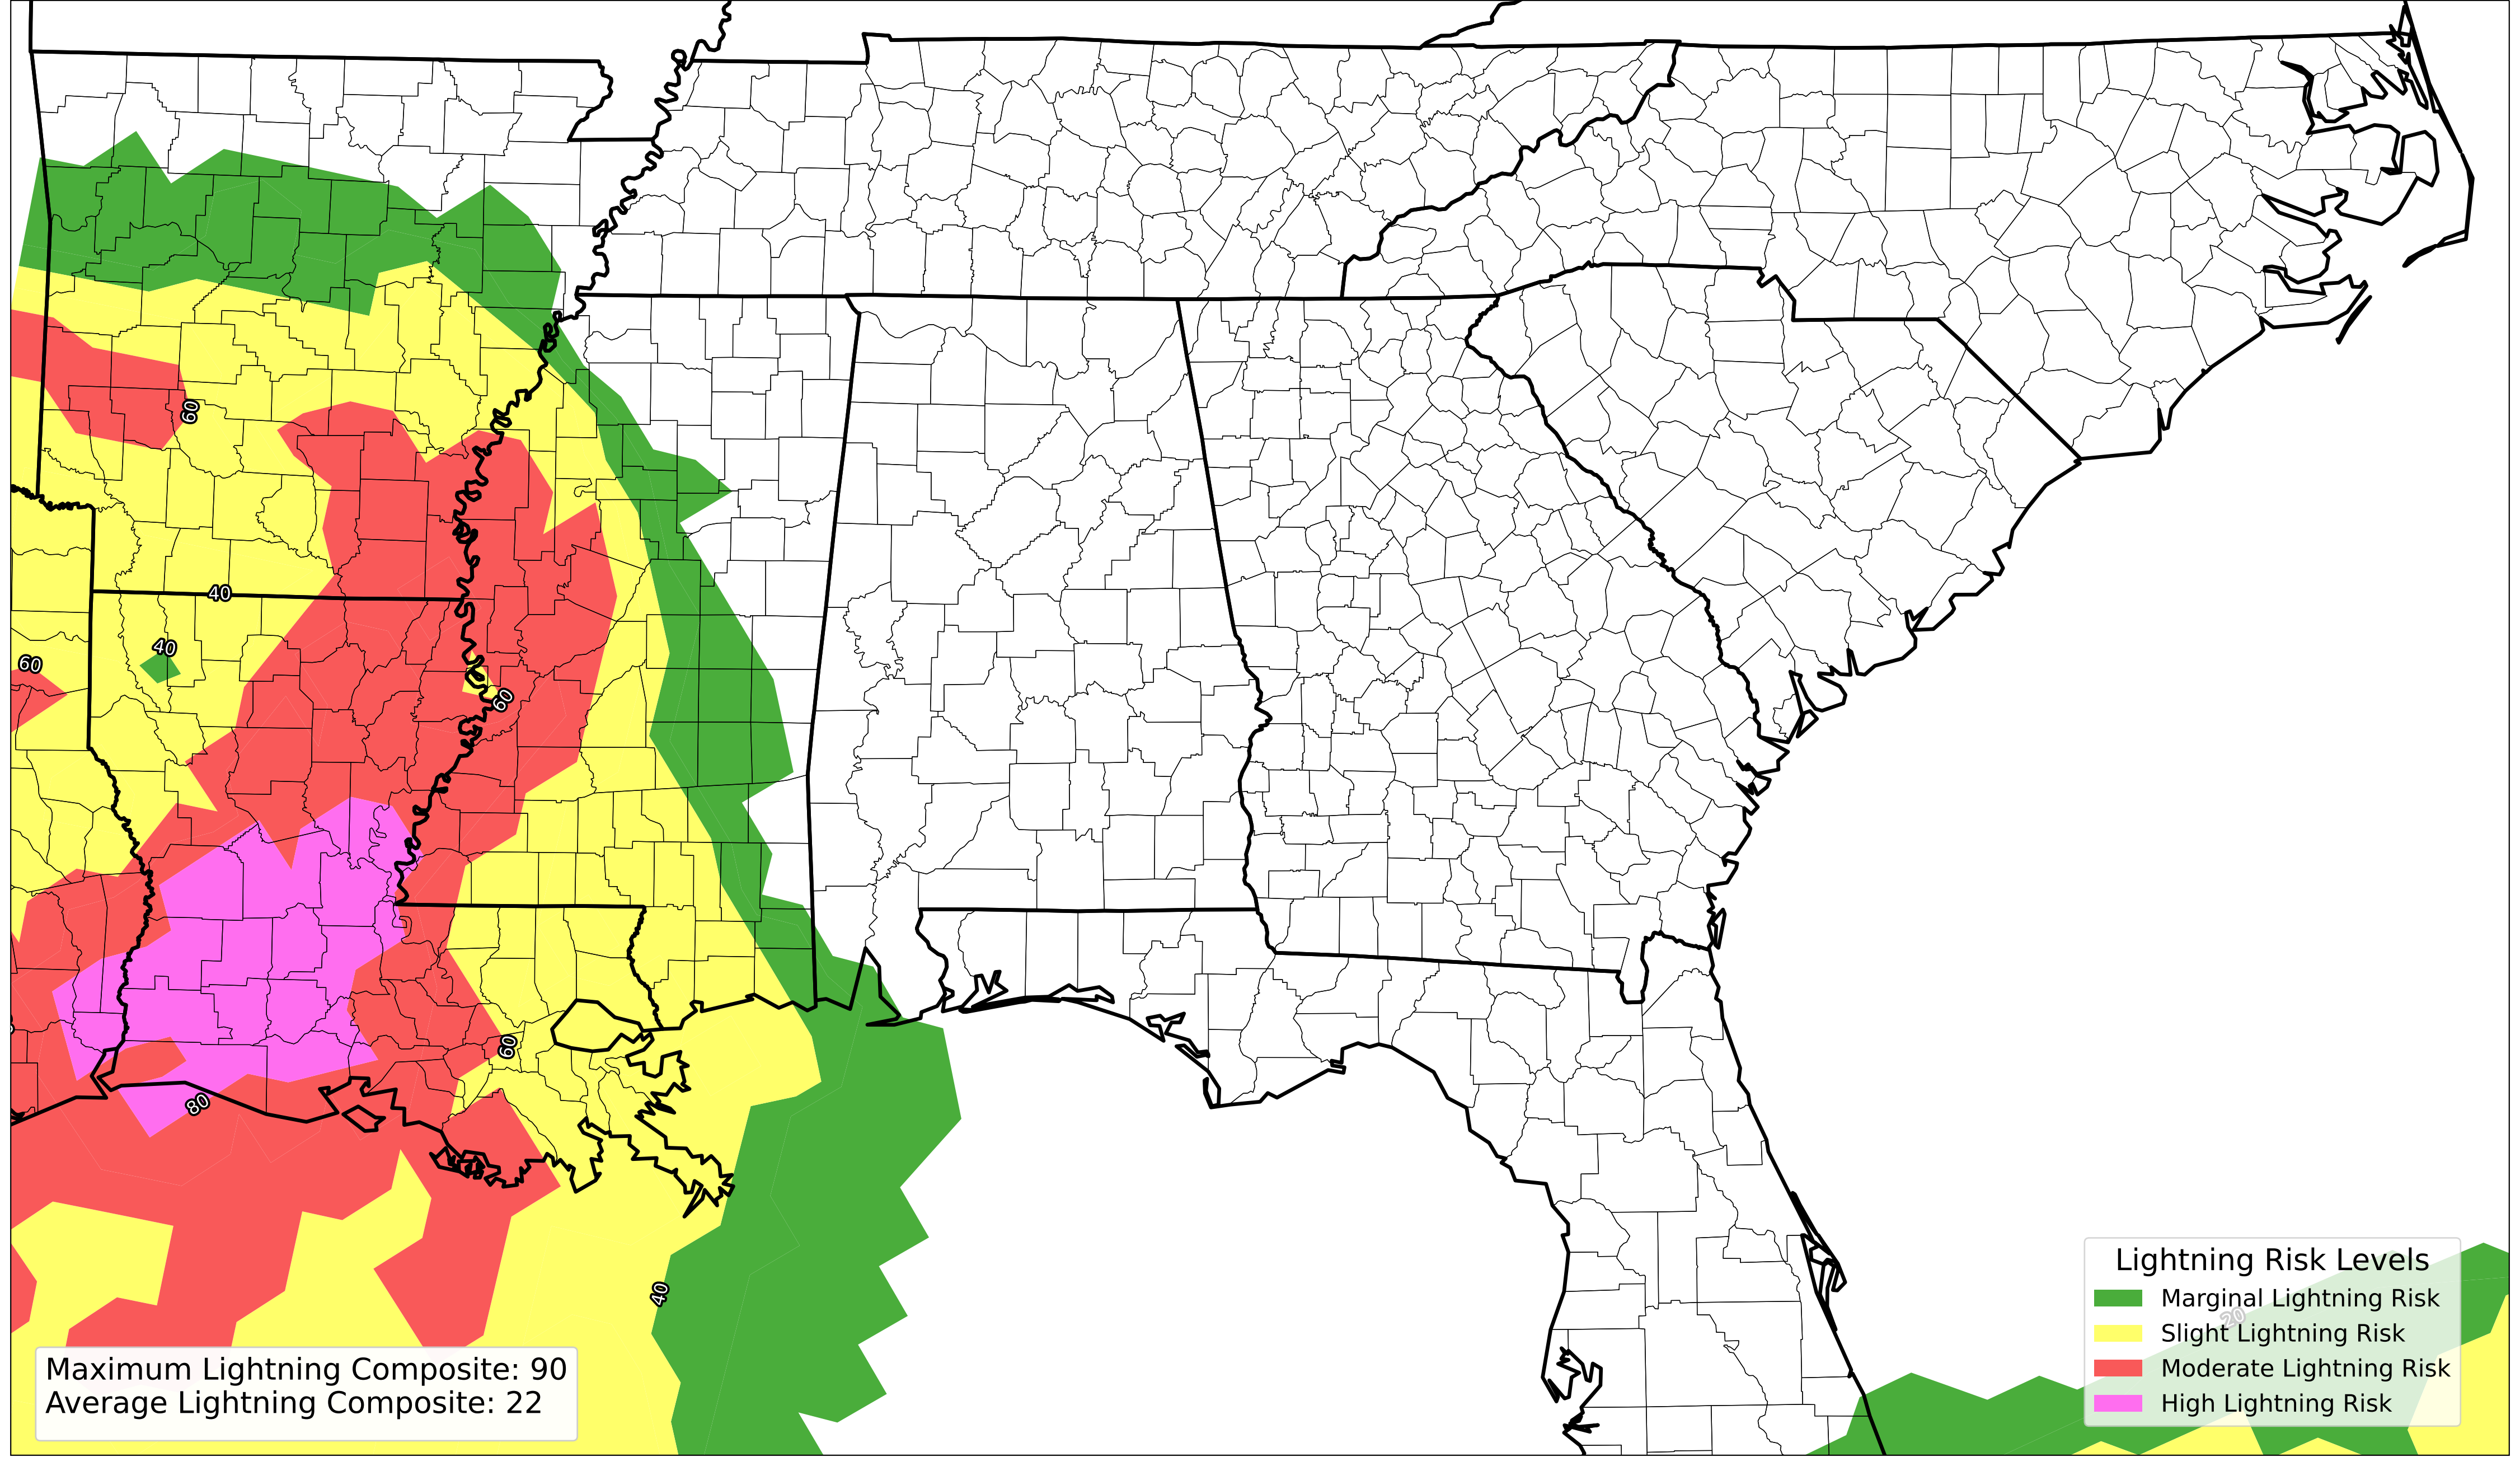 60
40
40
60
60
60
80
40
20
Maximum Lightning Composite: 90
Average Lightning Composite: 22
Lightning Risk Levels
Marginal Lightning Risk
Slight Lightning Risk
Moderate Lightning Risk
High Lightning Risk